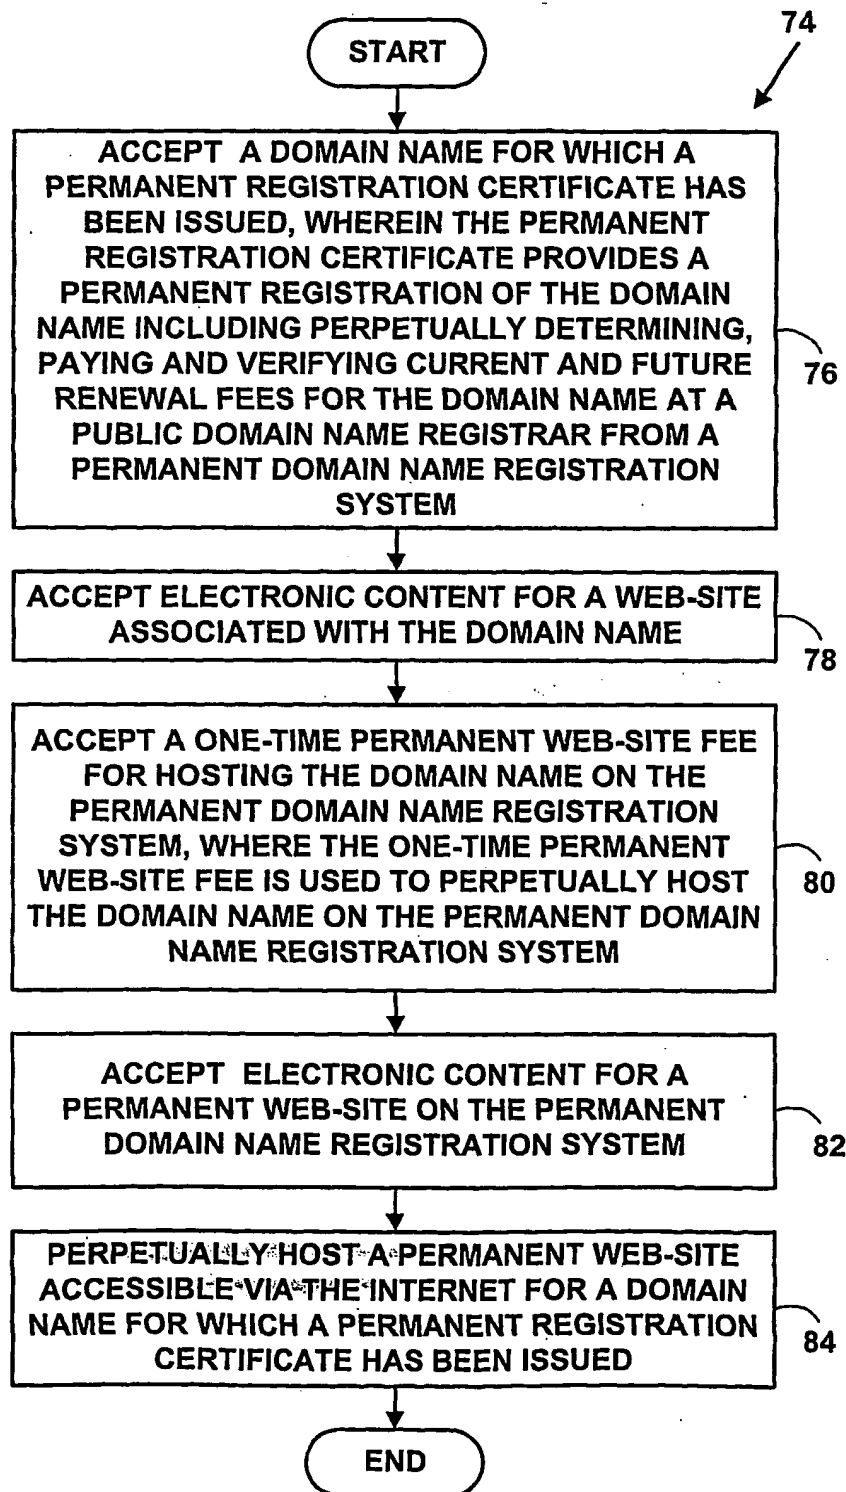 74
START
ACCEPT A DOMAIN NAME FOR WHICH A
PERMANENT REGISTRATION CERTIFICATE HAS
BEEN ISSUED, WHEREIN THE PERMANENT
REGISTRATION CERTIFICATE PROVIDES A
PERMANENT REGISTRATION OF THE DOMAIN
NAME INCLUDING PERPETUALLY DETERMINING,
PAYING AND VERIFYING CURRENT AND FUTURE
RENEWAL FEES FOR THE DOMAIN NAME AT A
PUBLIC DOMAIN NAME REGISTRAR FROM A
PERMANENT DOMAIN NAME REGISTRATION
SYSTEM
76
ACCEPT ELECTRONIC CONTENT FOR A WEB-SITE
ASSOCIATED WITH THE DOMAIN NAME
78
ACCEPT A ONE-TIME PERMANENT WEB-SITE FEE
FOR HOSTING THE DOMAIN NAME ON THE
PERMANENT DOMAIN NAME REGISTRATION
SYSTEM, WHERE THE ONE-TIME PERMANENT
WEB-SITE FEE IS USED TO PERPETUALLY HOST
THE DOMAIN NAME ON THE PERMANENT DOMAIN
NAME REGISTRATION SYSTEM
80
ACCEPT ELECTRONIC CONTENT FOR A
PERMANENT WEB-SITE ON THE PERMANENT
DOMAIN NAME REGISTRATION SYSTEM
82
PERPETUALLY HOST A PERMANENT WEB-SITE
ACCESSIBLE VIA THE INTERNET FOR A DOMAIN
NAME FOR WHICH A PERMANENT REGISTRATION
CERTIFICATE HAS BEEN ISSUED
84
END